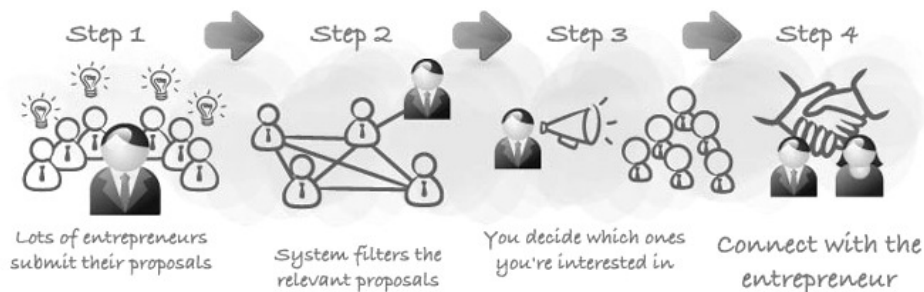 Step 1
Step 2
Step 3
Step 4
Lots of entrepreneurs
submit their proposals
System filters the
relevant proposals
You decide which ones
you're interested in
Connect with the
entrepreneur